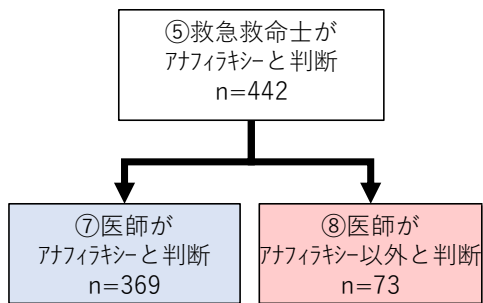 ⑤救急救命士が
アナフィラキシーと判断
n=442
⑦医師が
アナフィラキシーと判断
n=369
⑧医師が
アナフィラキシー以外と判断
n=73